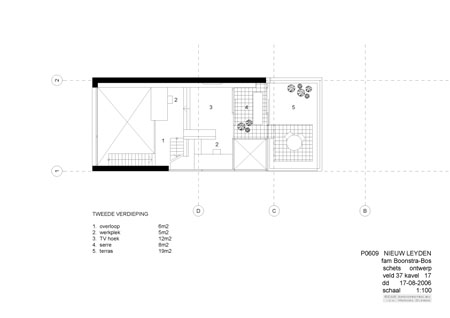 2
2
3
4
5
1
2
1
D
C
B
TWEEDE VERDIEPING
1 overloop 6m2
2 werkplek 5m2
3 TV hoek 12m2
4 serre 8m2
5 terras 19m2
P0609 NIEUW LEYDEN
fam Boonstra-Bos
schets ontwerp
veld 37 kavel 17
dd 17-08-2006
schaal 1:100